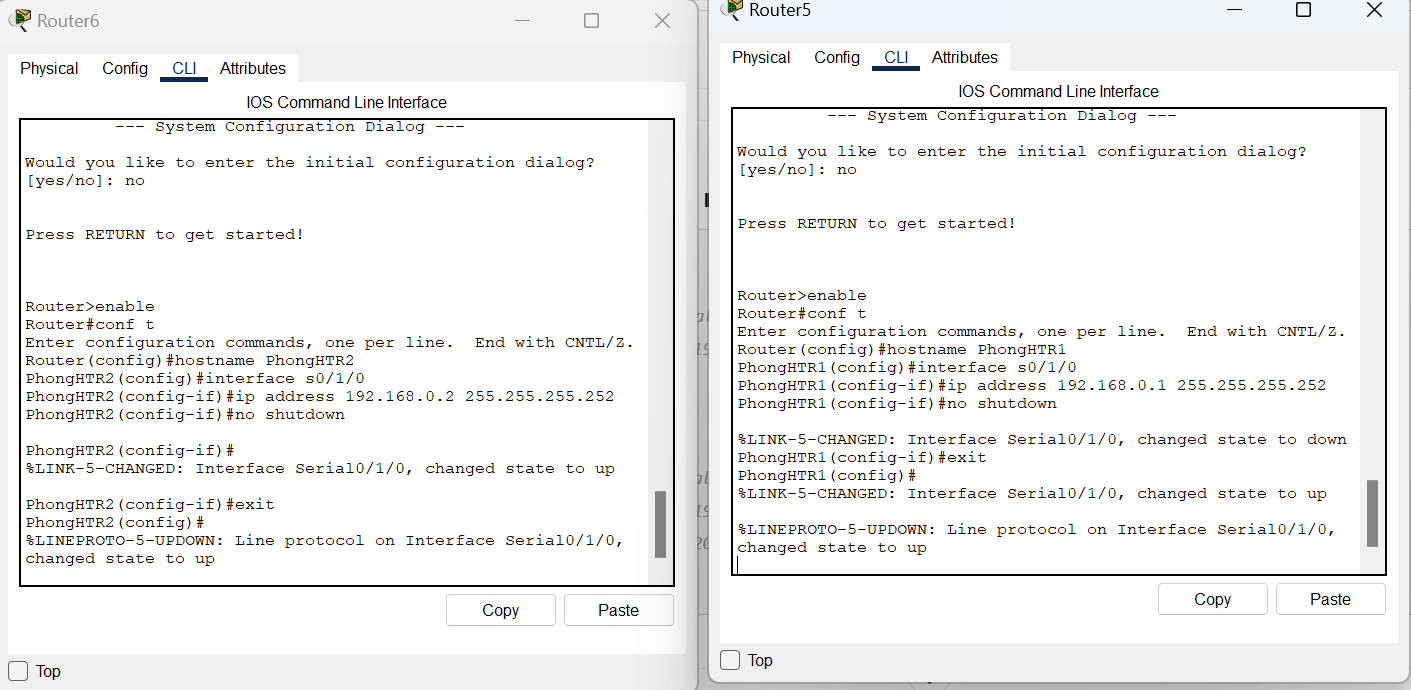 Router6
Physical Config CLI Attributes
IOS Command Line Interface
--- System Configuration Dialog ---
Would you like to enter the initial configuration dialog?
[yes/no]: no
Press RETURN to get started!
Router>enable
Router#conf t
Enter configuration commands, one per line.  End with CNTL/Z.
Router(config)#hostname PhongHTR2
PhongHTR2(config)#interface s0/1/0
PhongHTR2(config-if)#ip address 192.168.0.2 255.255.255.252
PhongHTR2(config-if)#no shutdown
PhongHTR2(config-if)#
%LINK-5-CHANGED: Interface Serial0/1/0, changed state to up
PhongHTR2(config-if)#exit
PhongHTR2(config)#
%LINEPROTO-5-UPDOWN: Line protocol on Interface Serial0/1/0,
changed state to up
Copy Paste
Top
Router5
Physical Config CLI Attributes
IOS Command Line Interface
--- System Configuration Dialog ---
Would you like to enter the initial configuration dialog?
[yes/no]: no
Press RETURN to get started!
Router>enable
Router#conf t
Enter configuration commands, one per line.  End with CNTL/Z.
Router(config)#hostname PhongHTR1
PhongHTR1(config)#interface s0/1/0
PhongHTR1(config-if)#ip address 192.168.0.1 255.255.255.252
PhongHTR1(config-if)#no shutdown
%LINK-5-CHANGED: Interface Serial0/1/0, changed state to down
PhongHTR1(config-if)#exit
PhongHTR1(config)#
%LINK-5-CHANGED: Interface Serial0/1/0, changed state to up
%LINEPROTO-5-UPDOWN: Line protocol on Interface Serial0/1/0,
changed state to up
Copy Paste
Top